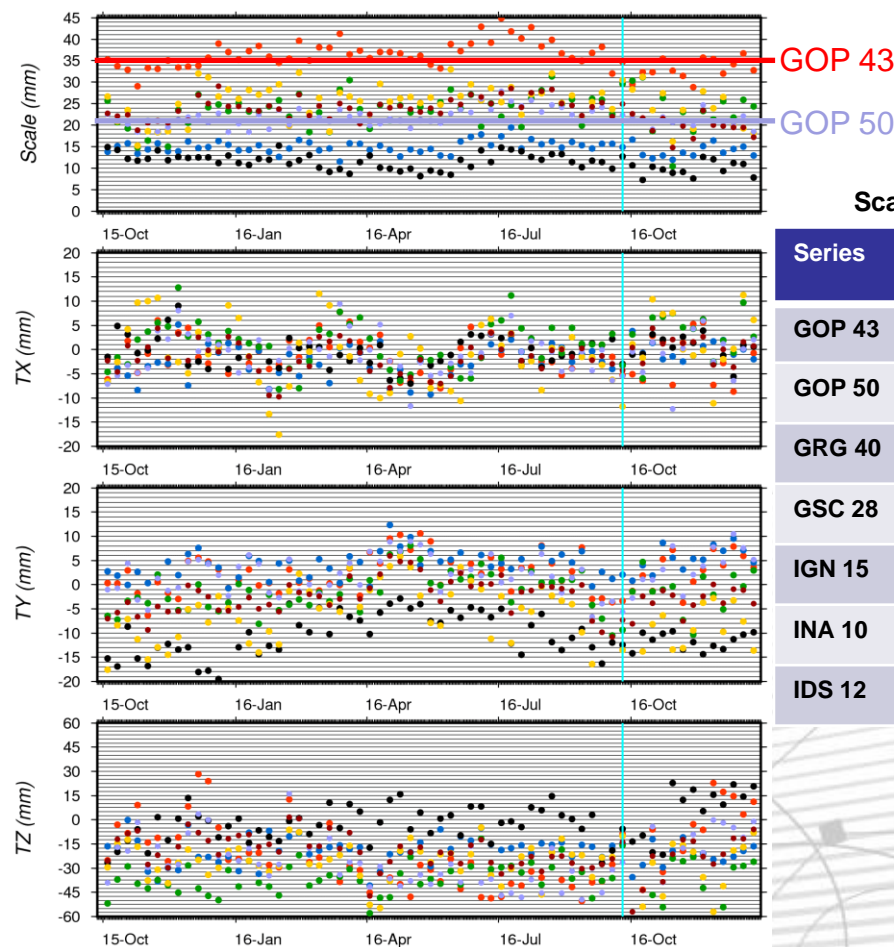 45
40
35
30
25
20
15
10
5
0
Scale (mm)
GOP 43
GOP 50
15-Oct 16-Jan 16-Apr 16-Jul 16-Oct
20
15
10
5
0
-5
-10
-15
-20
TX (mm)
15-Oct 16-Jan 16-Apr 16-Jul 16-Oct
20
15
10
5
0
-5
-10
-15
-20
TY (mm)
15-Oct 16-Jan 16-Apr 16-Jul 16-Oct
60
45
30
15
0
-15
-30
-45
-60
TZ (mm)
15-Oct 16-Jan 16-Apr 16-Jul 16-Oct
Sca
Series
GOP 43
GOP 50
GRG 40
GSC 28
IGN 15
INA 10
IDS 12